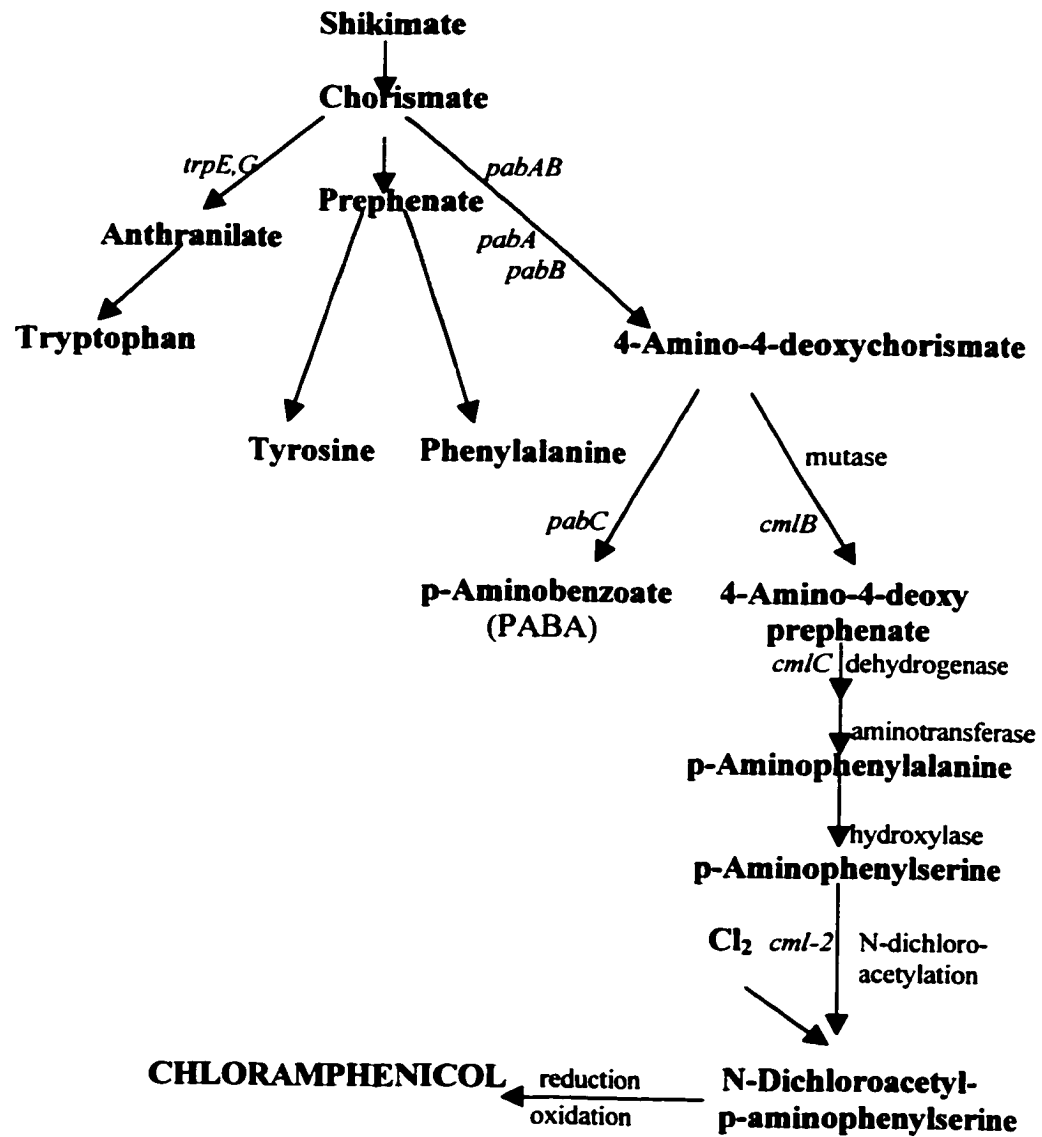 Shikimate
Chorismate
trpE,G
pabAB
Prephenate
Anthranilate
pabA
pabB
Tryptophan
4-Amino-4-deoxychorismate
Tyrosine
Phenylalanine
mutase
pabC
cmlB
p-Aminobenzoate
(PABA)
4-Amino-4-deoxy
prephenate
cmlC dehydrogenase
aminotransferase
p-Aminophenylalanine
hydroxylase
p-Aminophenylserine
Cl₂ cml-2 N-dichloro-
acetylation
CHLORAMPHENICOL
reduction
oxidation
N-Dichloroacetyl-
p-aminophenylserine